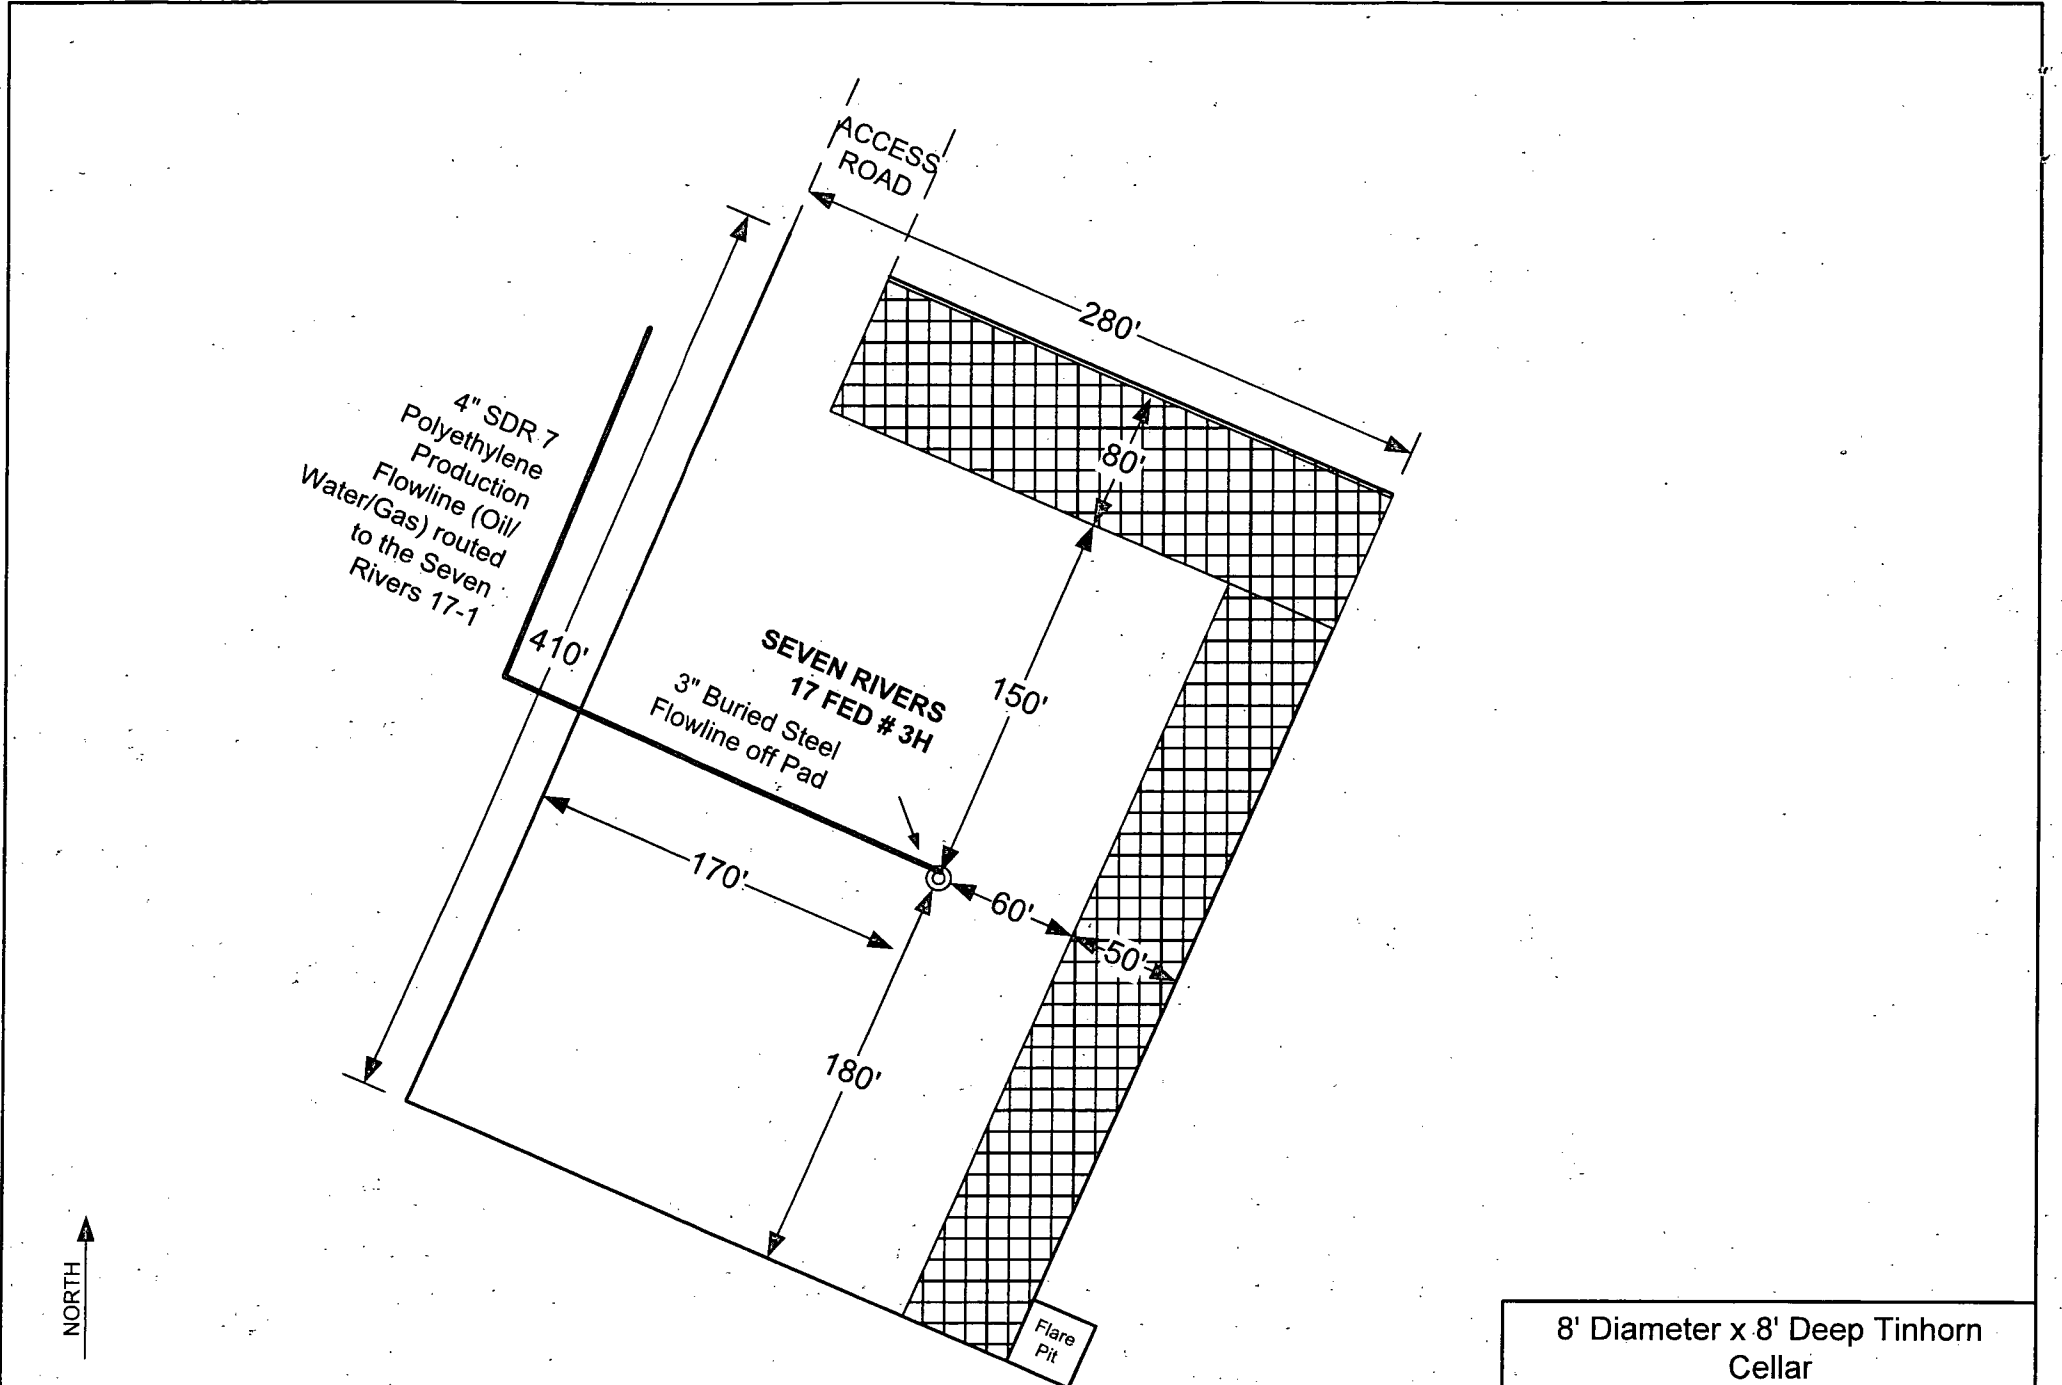 ACCESS
ROAD
280'
80'
4" SDR 7
Polyethylene
Production
Flowline (Oil/
Water/Gas) routed
to the Seven
Rivers 17-1
410'
SEVEN RIVERS
17 FED # 3H
3" Buried Steel
Flowline off Pad
150'
170'
60'
50'
180'
NORTH
Flare
Pit
8' Diameter x 8' Deep Tinhorn
Cellar